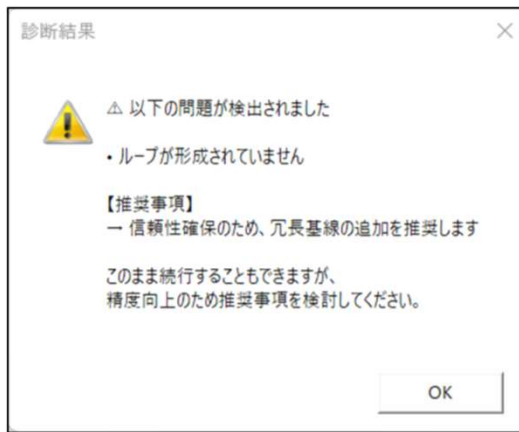 診断結果
⚠ 以下の問題が検出されました
・ループが形成されていません
【推奨事項】
→ 信頼性確保のため、冗長基線の追加を推奨します
このまま続行することもできますが、
精度向上のため推奨事項を検討してください。
OK